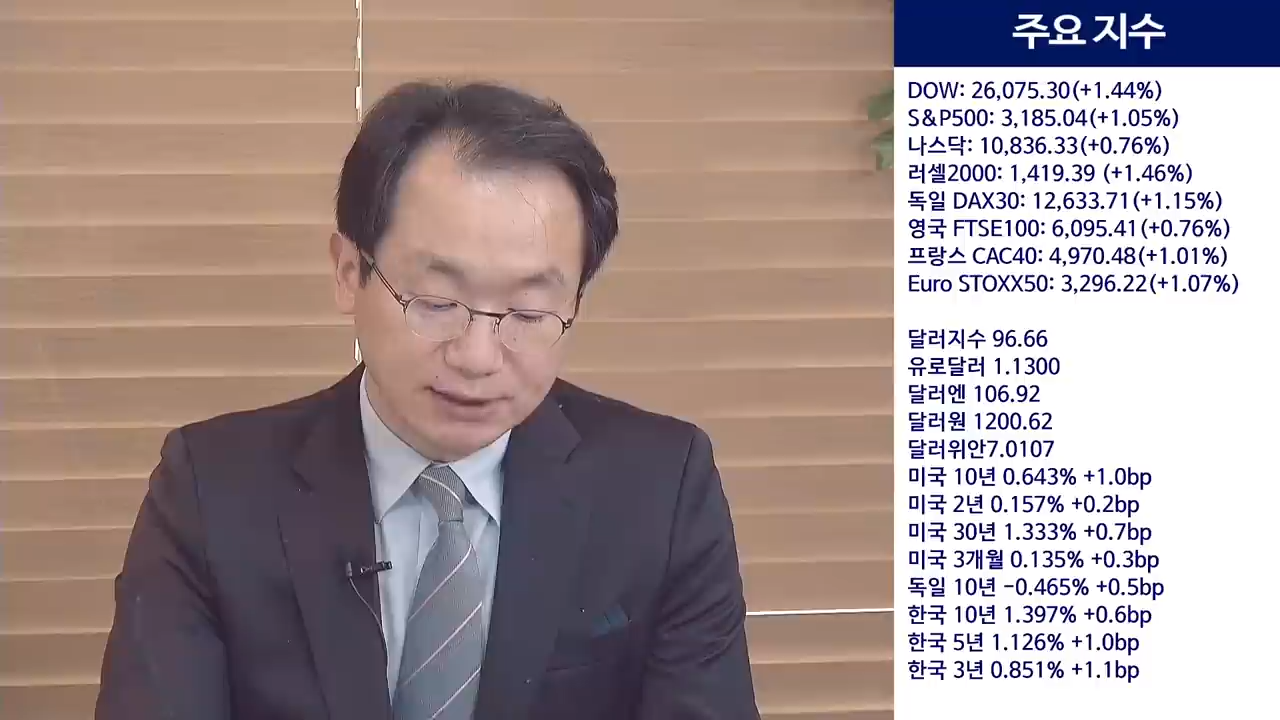 주요 지수
DOW: 26,075.30(+1.44%)
S&P500: 3,185.04(+1.05%)
나스닥: 10,836.33(+0.76%)
러셀2000: 1,419.39 (+1.46%)
독일 DAX30: 12,633.71(+1.15%)
영국 FTSE100: 6,095.41(+0.76%)
프랑스 CAC40: 4,970.48(+1.01%)
Euro STOXX50: 3,296.22(+1.07%)
달러지수 96.66
유로달러 1.1300
달러엔 106.92
달러원 1200.62
달러위안7.0107
미국 10년 0.643% +1.0bp
미국 2년 0.157% +0.2bp
미국 30년 1.333% +0.7bp
미국 3개월 0.135% +0.3bp
독일 10년 -0.465% +0.5bp
한국 10년 1.397% +0.6bp
한국 5년 1.126% +1.0bp
한국 3년 0.851% +1.1bp